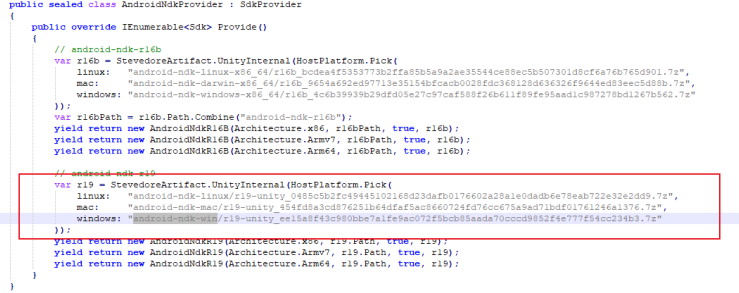 public sealed class AndroidNdkProvider : SdkProvider
{
public override IEnumerable<Sdk> Provide()
{
// android-ndk-r16b
var r16b = StevedoreArtifact.UnityInternal(HostPlatform.Pick(
linux: "android-ndk-linux-x86_64/r16b_bcdea4f5353773b2ffa85b5a9a2ae35544ce88ec5b507301d8cf6a76b765d901.7z",
mac: "android-ndk-darwin-x86_64/r16b_9654a692ed97713e35154bfcacb0028fdc368128d636326f9644ed83eec5d88b.7z",
windows: "android-ndk-windows-x86_64/r16b_4c6b39939b29dfd05e27c97caf588f26b611f89fe95aad1c987278bd1267b562.7z"
));
var r16bPath = r16b.Path.Combine("android-ndk-r16b");
yield return new AndroidNdkR16B(Architecture.x86, r16bPath, true, r16b);
yield return new AndroidNdkR16B(Architecture.Armv7, r16bPath, true, r16b);
yield return new AndroidNdkR16B(Architecture.Arm64, r16bPath, true, r16b);
// android-ndk-r19
var r19 = StevedoreArtifact.UnityInternal(HostPlatform.Pick(
linux: "android-ndk-linux/r19-unity_0485c5b2fc49445102168d23dafb0176602a28a1e0dadb6e78eab722e32e2dd9.7z",
mac: "android-ndk-mac/r19-unity_454fd8a3cd876251b64dfaf5ac8660724fd76cc675a9ad71bdf01761246a1376.7z",
windows: "android-ndk-win/r19-unity_ee15a8f43c980bbe7a1fe9ac072f5bcb85aada70cccd9852f4e777f54cc234b3.7z"
));
yield return new AndroidNdkR19(Architecture.x86, r19.Path, true, r19);
yield return new AndroidNdkR19(Architecture.Armv7, r19.Path, true, r19);
yield return new AndroidNdkR19(Architecture.Arm64, r19.Path, true, r19);
}
}